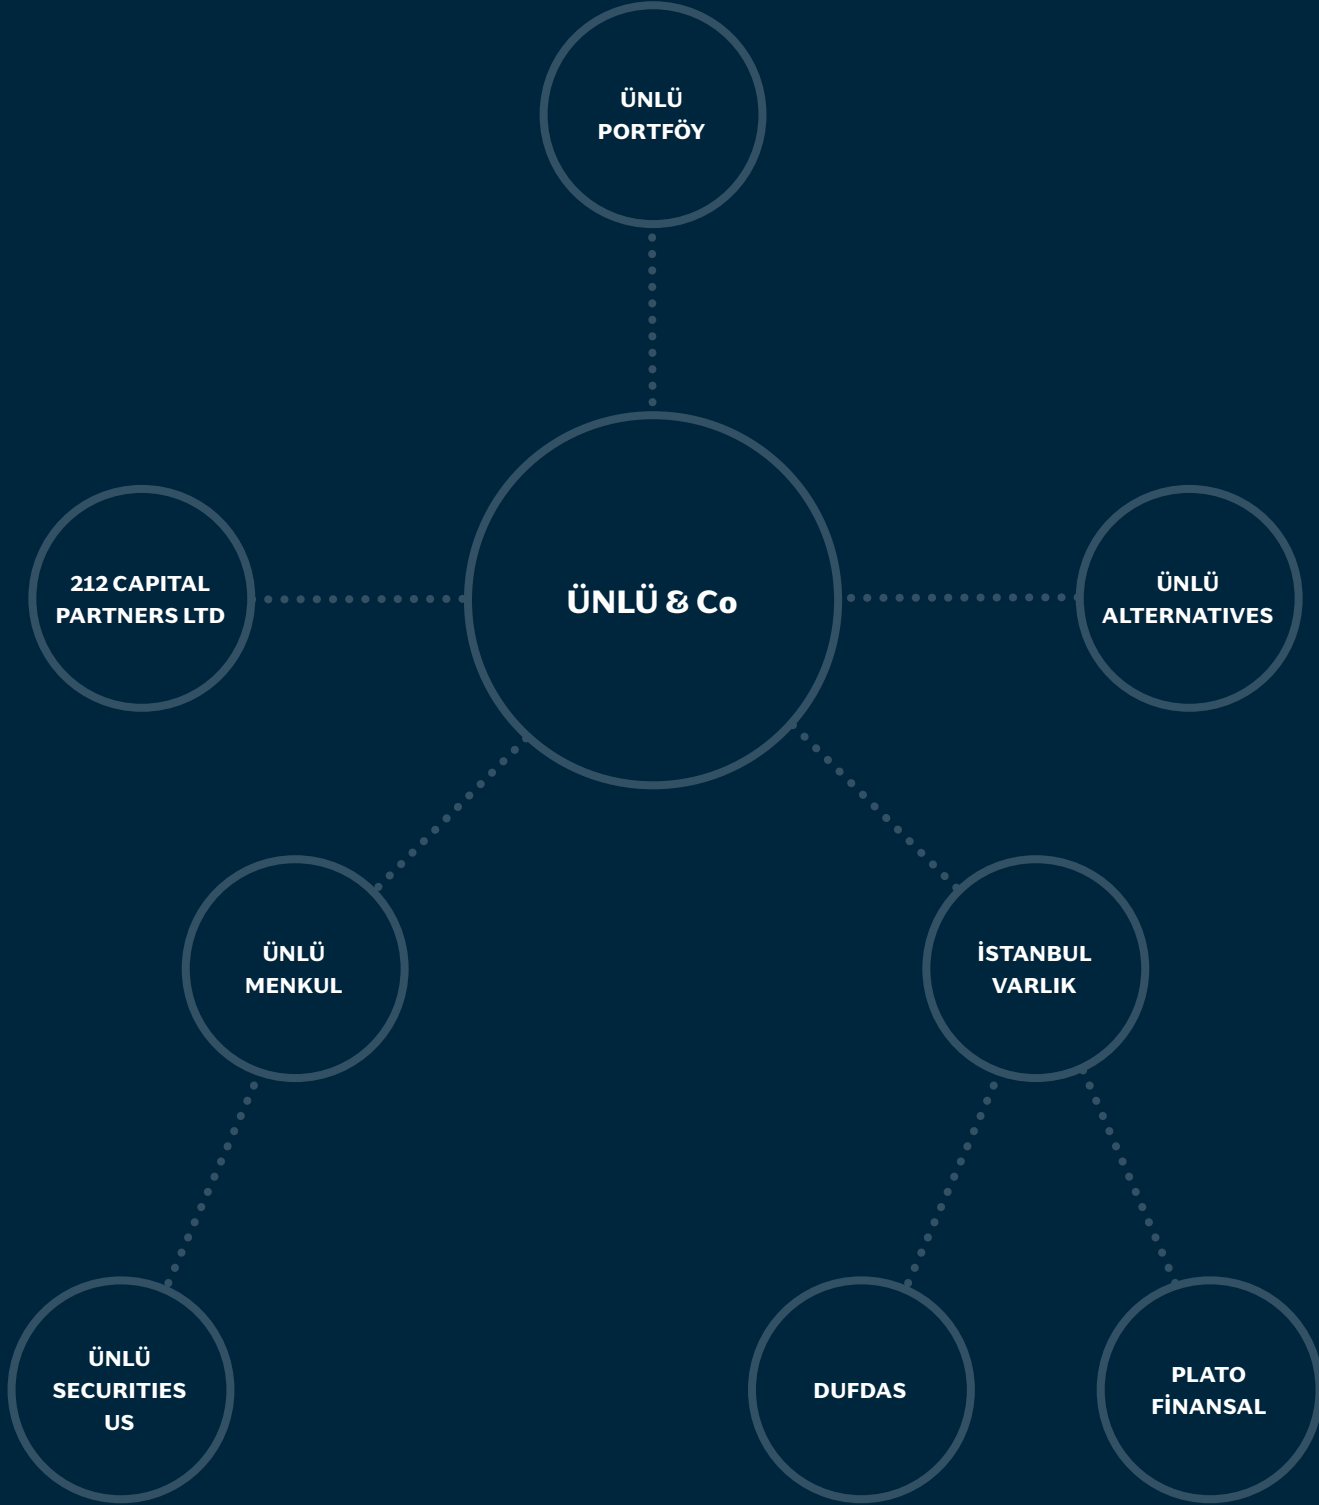 ÜNLÜ
PORTFÖY
212 CAPITAL
PARTNERS LTD
ÜNLÜ & Co
ÜNLÜ
ALTERNATIVES
ÜNLÜ
MENKUL
İSTANBUL
VARLIK
ÜNLÜ
SECURITIES
US
DUFDAS
PLATO
FİNANSAL